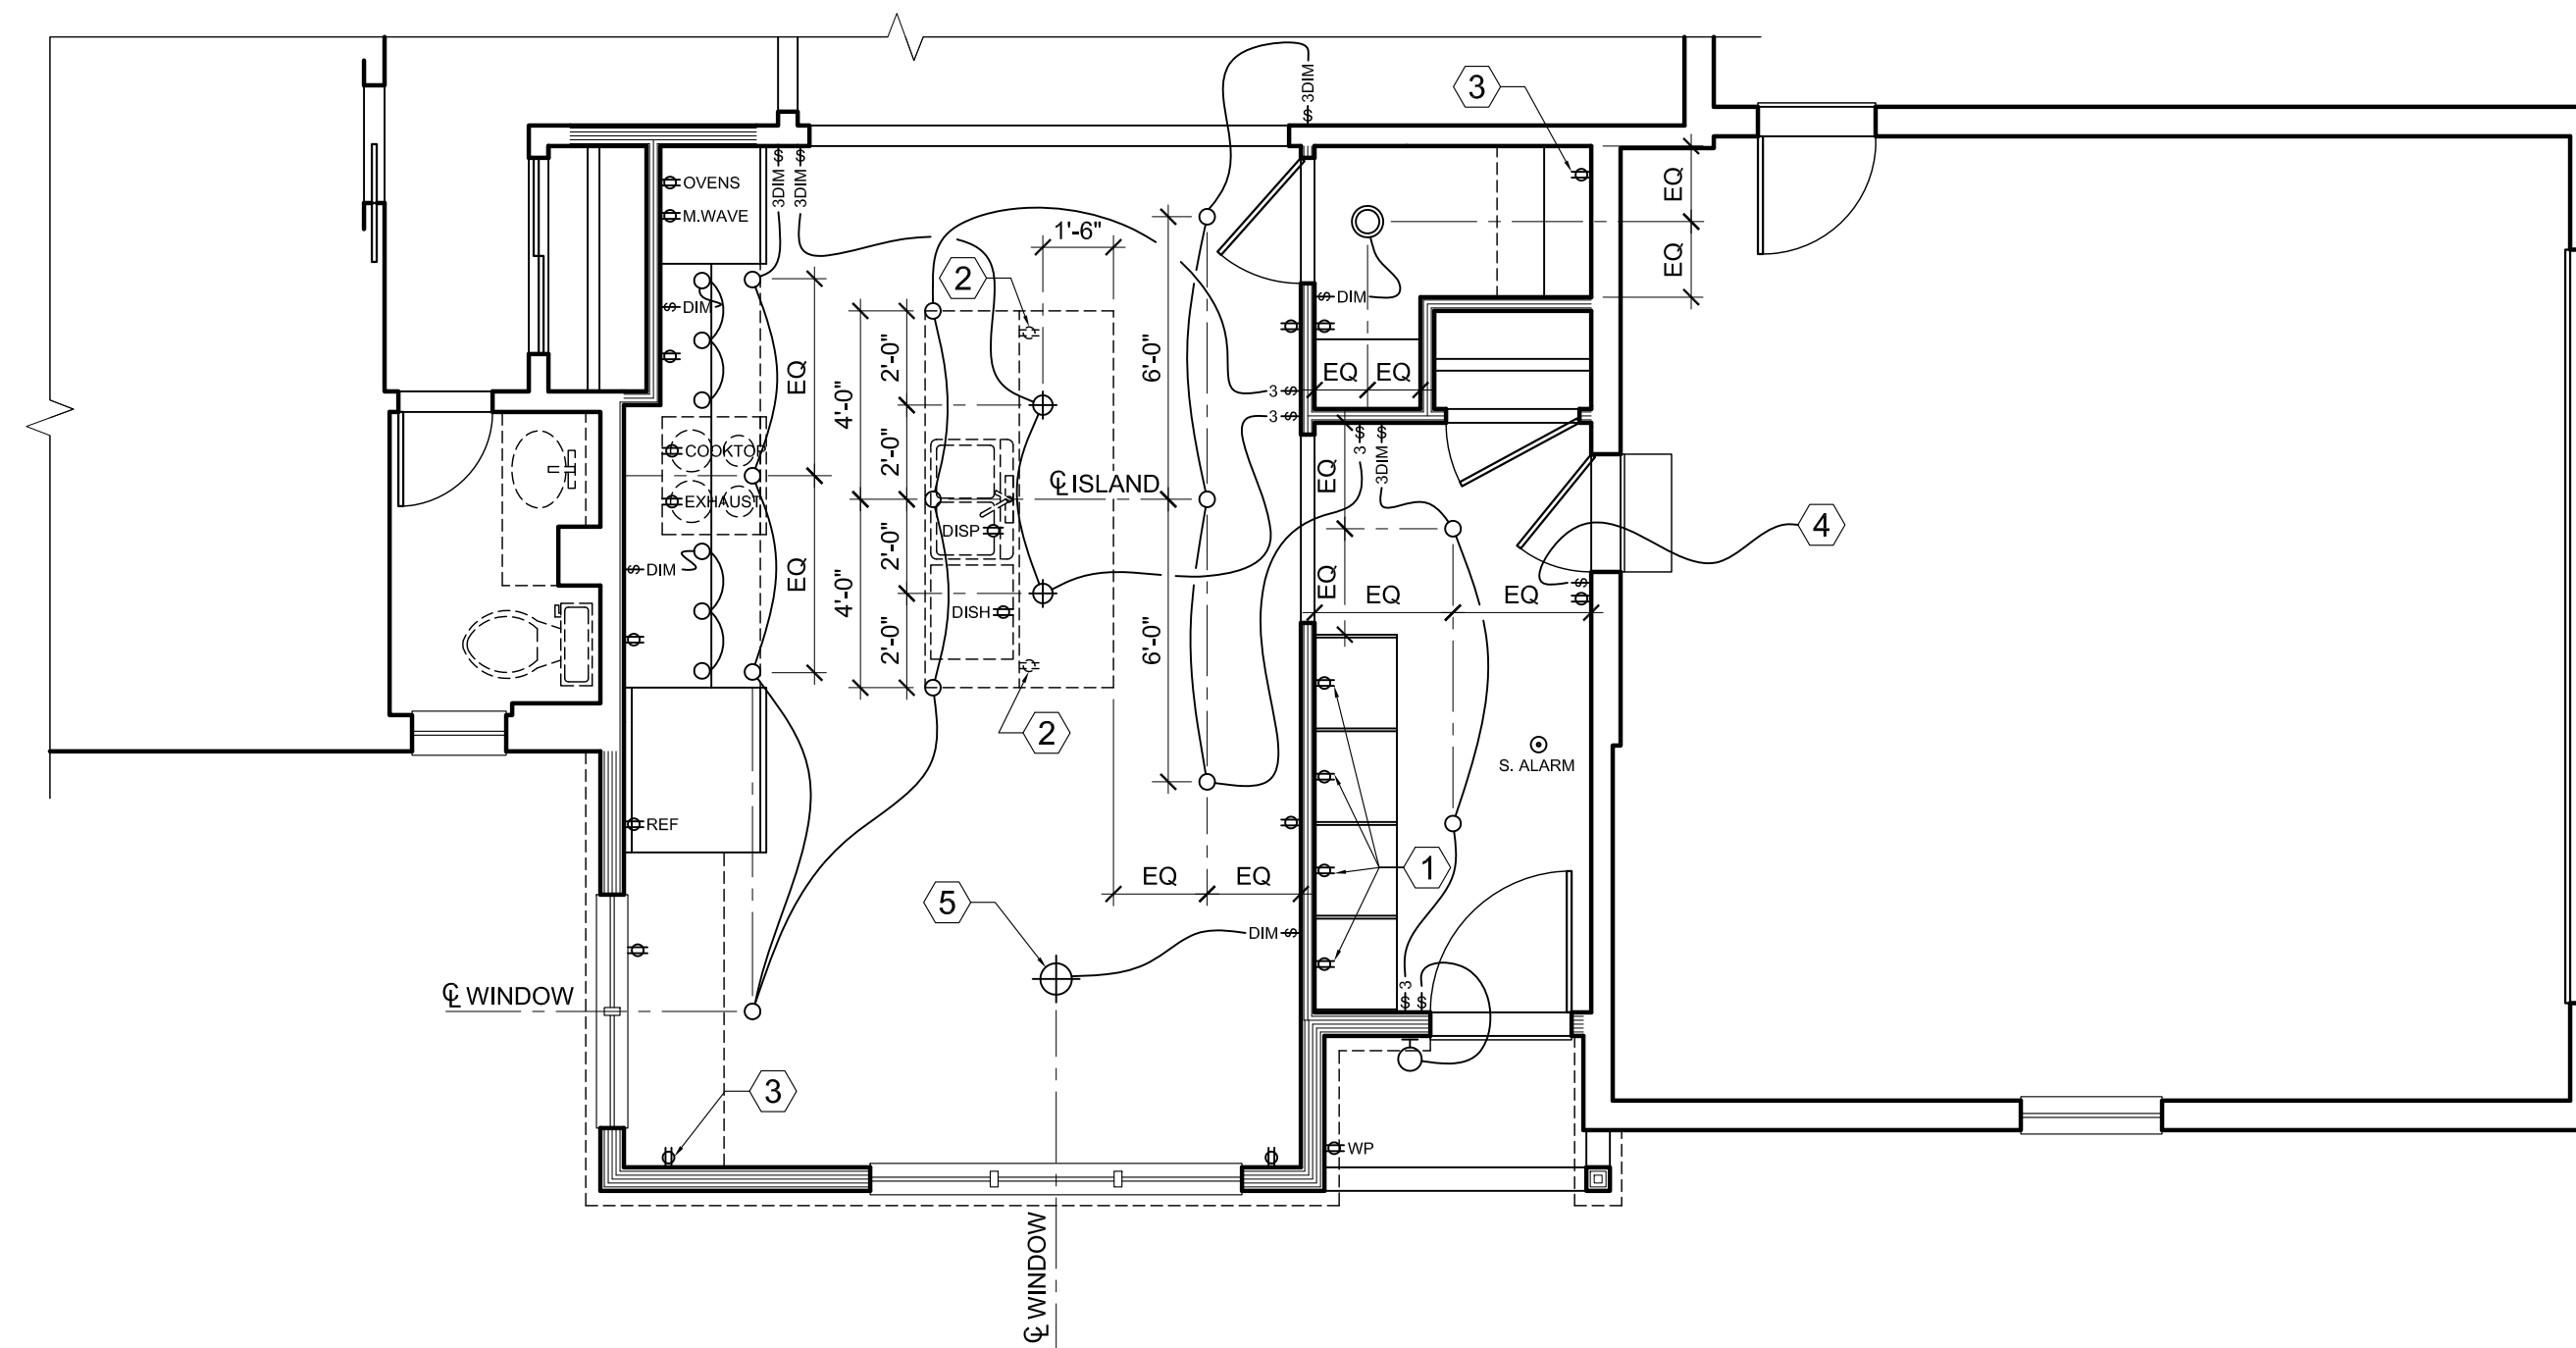 $ 3DIM
3
OVENS
M.WAVE
3DIM $
3DIM $
1'-6"
2
EQ
EQ
$ DIM
$ DIM
EQ
4'-0"
2'-0"
6'-0"
EQ EQ
3 $
3 $
2'-0"
COOKTOP
EXHAUST
℄ ISLAND
3 $
3DIM $
EQ
4
DISP
$ DIM
EQ
4'-0"
2'-0"
DISH
2'-0"
6'-0"
EQ
EQ EQ
$
2
S. ALARM
REF
1
EQ EQ
5
DIM $
℄ WINDOW
$ 3
$
3
WP
℄ WINDOW